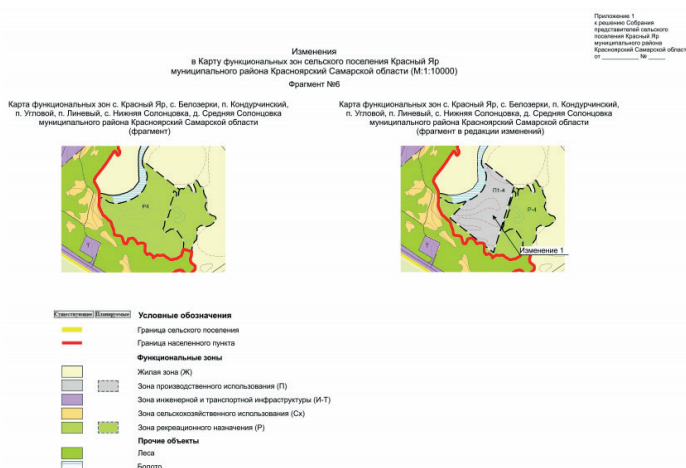 Приложение 1
к решению Собрания
представителей сельского
поселения Красный Яр
муниципального района
Красноярский Самарской област
от __________ № _____
Изменения
в Карту функциональных зон сельского поселения Красный Яр
муниципального района Красноярский Самарской области (М:1:10000)
Фрагмент №6
Карта функциональных зон с. Красный Яр, с. Белозерки, п. Кондурчинский,
п. Угловой, п. Линевый, с. Нижняя Солонцовка, д. Средняя Солонцовка
муниципального района Красноярский Самарской области
(фрагмент)
Карта функциональных зон с. Красный Яр, с. Белозерки, п. Кондурчинский,
п. Угловой, п. Линевый, с. Нижняя Солонцовка, д. Средняя Солонцовка
муниципального района Красноярский Самарской области
(фрагмент в редакции изменений)
Р4
П1-4
Р-4
Изменение 1
Существующие Планируемые Условные обозначения
Граница сельского поселения
Граница населенного пункта
Функциональные зоны
Жилая зона (Ж)
Зона производственного использования (П)
Зона инженерной и транспортной инфраструктуры (И-Т)
Зона сельскохозяйственного использования (Сх)
Зона рекреационного назначения (Р)
Прочие объекты
Леса
Болото